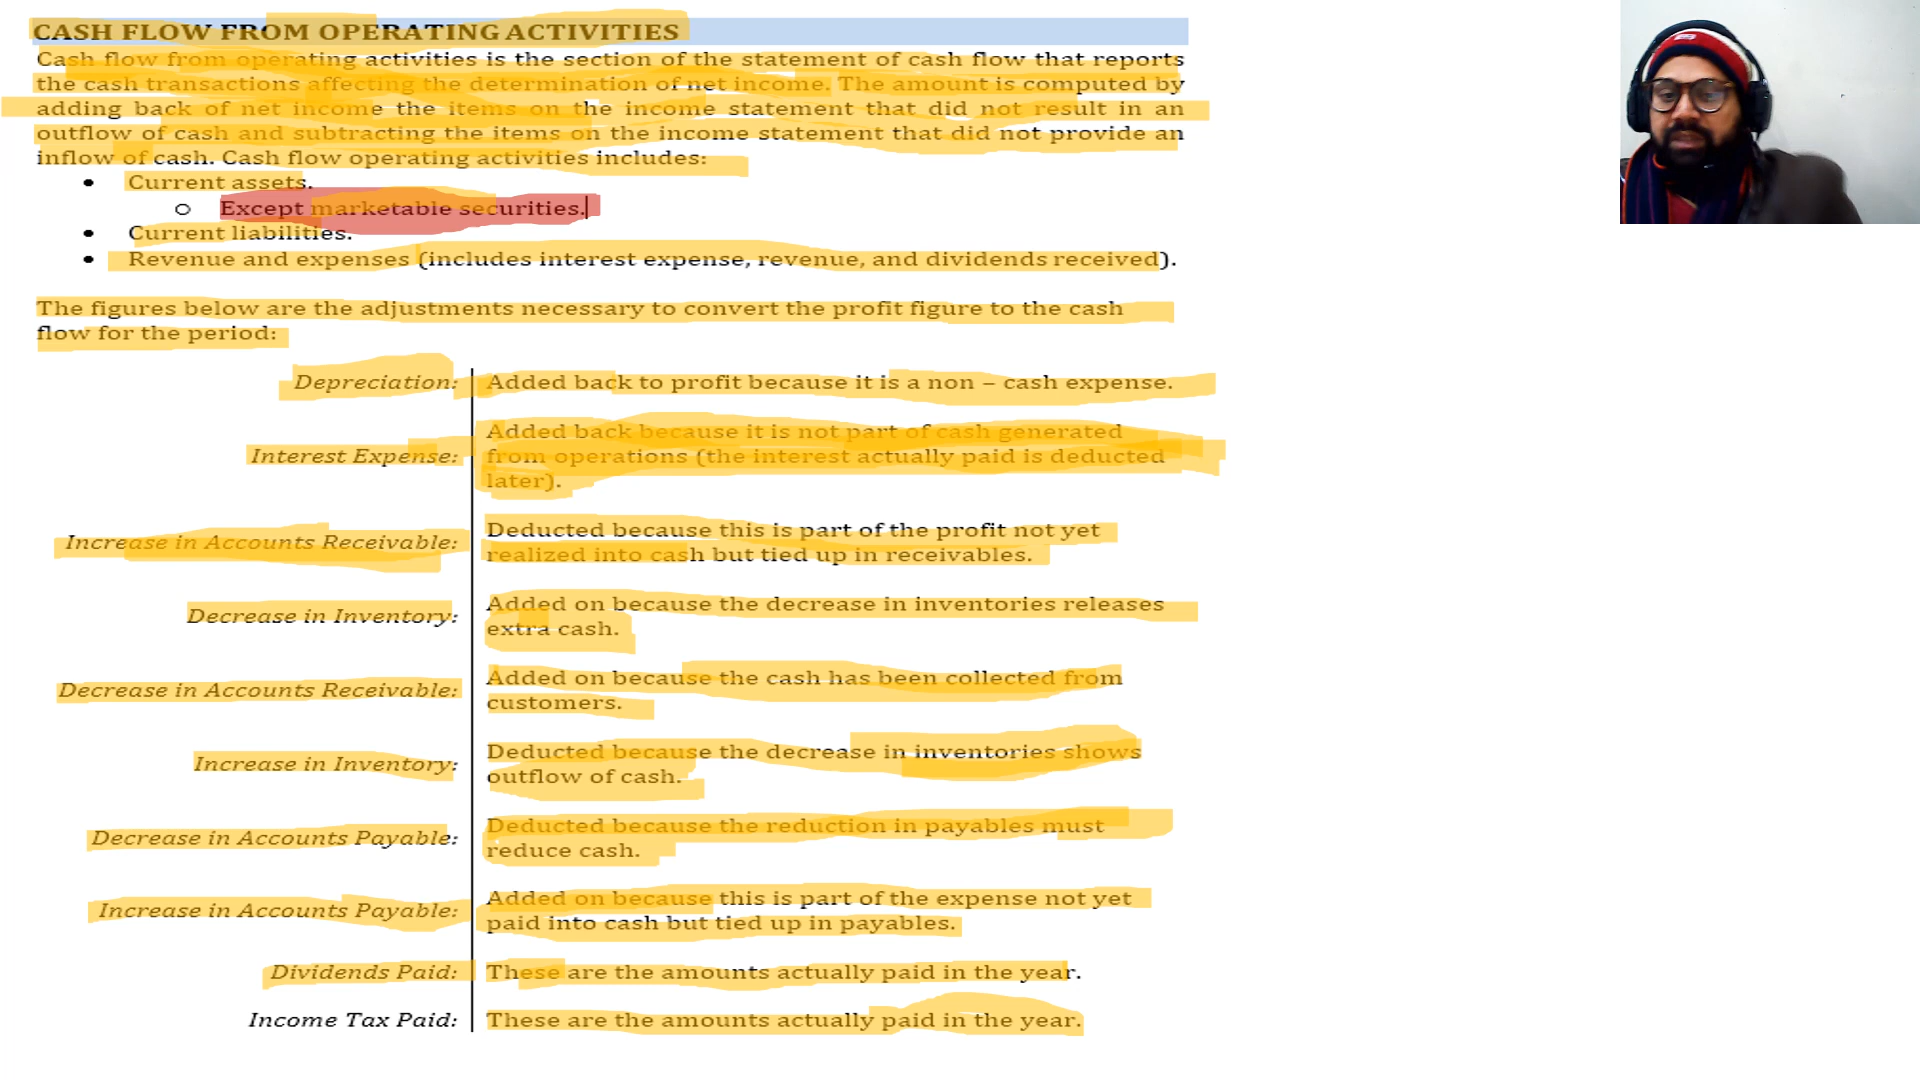 CASH FLOW FROM OPERATING ACTIVITIES
Cash flow from operating activities is the section of the statement of cash flow that reports
the cash transactions affecting the determination of net income. The amount is computed by
adding back of net income the items on the income statement that did not result in an
outflow of cash and subtracting the items on the income statement that did not provide an
inflow of cash. Cash flow operating activities includes:
• Current assets.
o Except marketable securities.
• Current liabilities.
• Revenue and expenses (includes interest expense, revenue, and dividends received).
The figures below are the adjustments necessary to convert the profit figure to the cash
flow for the period:
Depreciation: Added back to profit because it is a non – cash expense.
Interest Expense: Added back because it is not part of cash generated
from operations (the interest actually paid is deducted
later).
Increase in Accounts Receivable: Deducted because this is part of the profit not yet
realized into cash but tied up in receivables.
Decrease in Inventory: Added on because the decrease in inventories releases
extra cash.
Decrease in Accounts Receivable: Added on because the cash has been collected from
customers.
Increase in Inventory: Deducted because the decrease in inventories shows
outflow of cash.
Decrease in Accounts Payable: Deducted because the reduction in payables must
reduce cash.
Increase in Accounts Payable: Added on because this is part of the expense not yet
paid into cash but tied up in payables.
Dividends Paid: These are the amounts actually paid in the year.
Income Tax Paid: These are the amounts actually paid in the year.